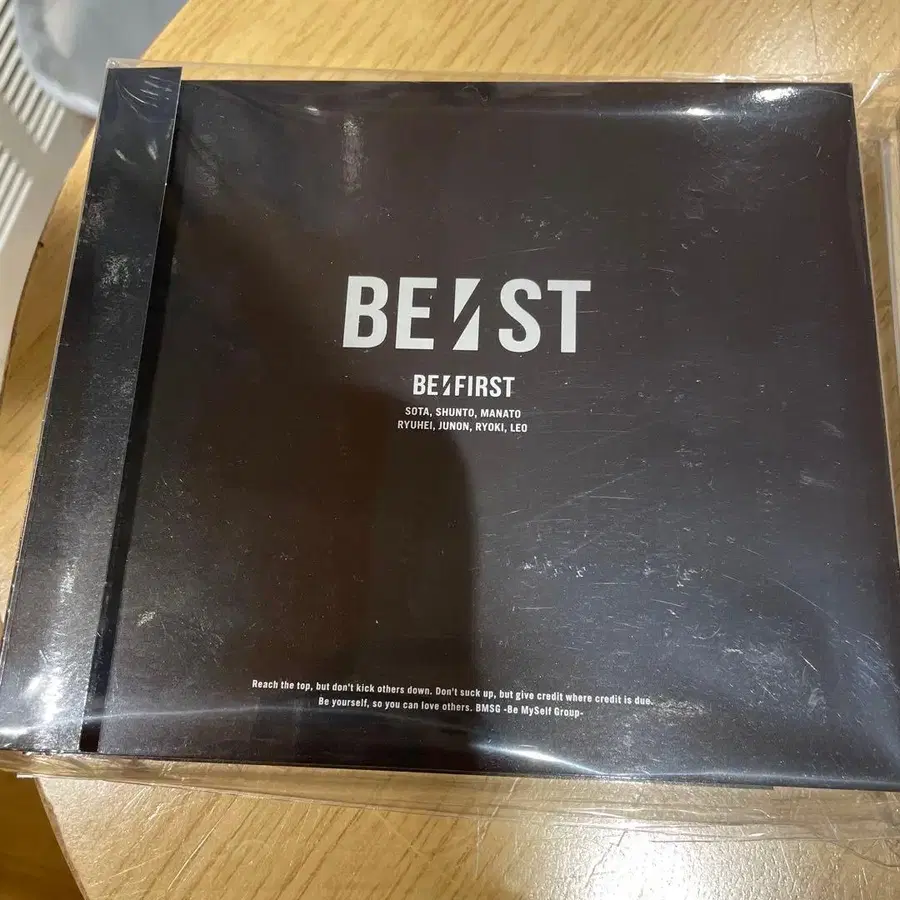 BE:ST
BE:FIRST
SOTA, SHUNTO, MANATO
RYUHEI, JUNON, RYOKI, LEO
Reach the top, but don't kick others down. Don't suck up, but give credit where credit is due.
Be yourself, so you can love others. BMSG -Be MySelf Group-